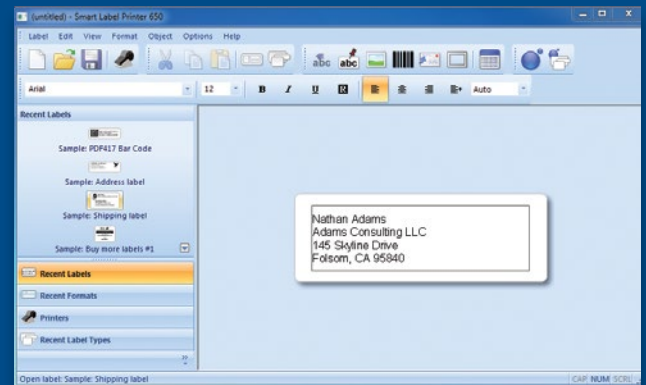 (untitled) - Smart Label Printer 650
Label Edit View Format Object Options Help
abc abc
Arial 12 B I U R Auto
Recent Labels
Sample: PDF417 Bar Code
Sample: Address label
Sample: Shipping label
Sample: Buy more labels #1
Recent Labels
Recent Formats
Printers
Recent Label Types
Nathan Adams
Adams Consulting LLC
145 Skyline Drive
Folsom, CA 95840
Open label: Sample: Shipping label
CAP NUM SCRL